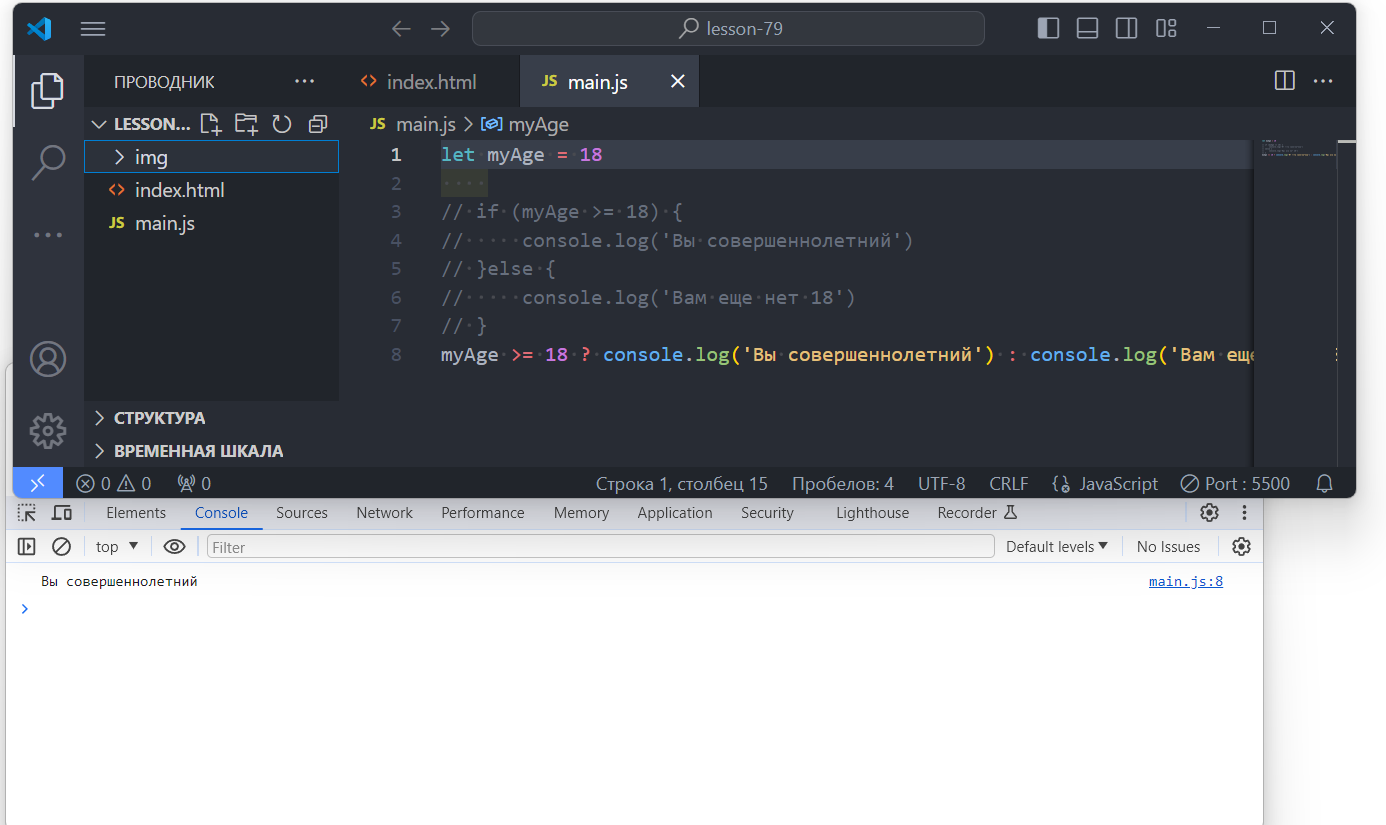 lesson-79
ПРОВОДНИК
index.html
JS main.js
LESSON...
JS main.js > myAge
img
index.html
JS main.js
1 let myAge = 18
2
3 // if (myAge >= 18) {
4 //     console.log('Вы совершеннолетний')
5 // }else {
6 //     console.log('Вам еще нет 18')
7 // }
8 myAge >= 18 ? console.log('Вы совершеннолетний') : console.log('Вам еще
СТРУКТУРА
ВРЕМЕННАЯ ШКАЛА
0 0 0 Строка 1, столбец 15 Пробелов: 4 UTF-8 CRLF JavaScript Port : 5500
Elements Console Sources Network Performance Memory Application Security Lighthouse Recorder
top Filter Default levels No Issues
Вы совершеннолетний main.js:8